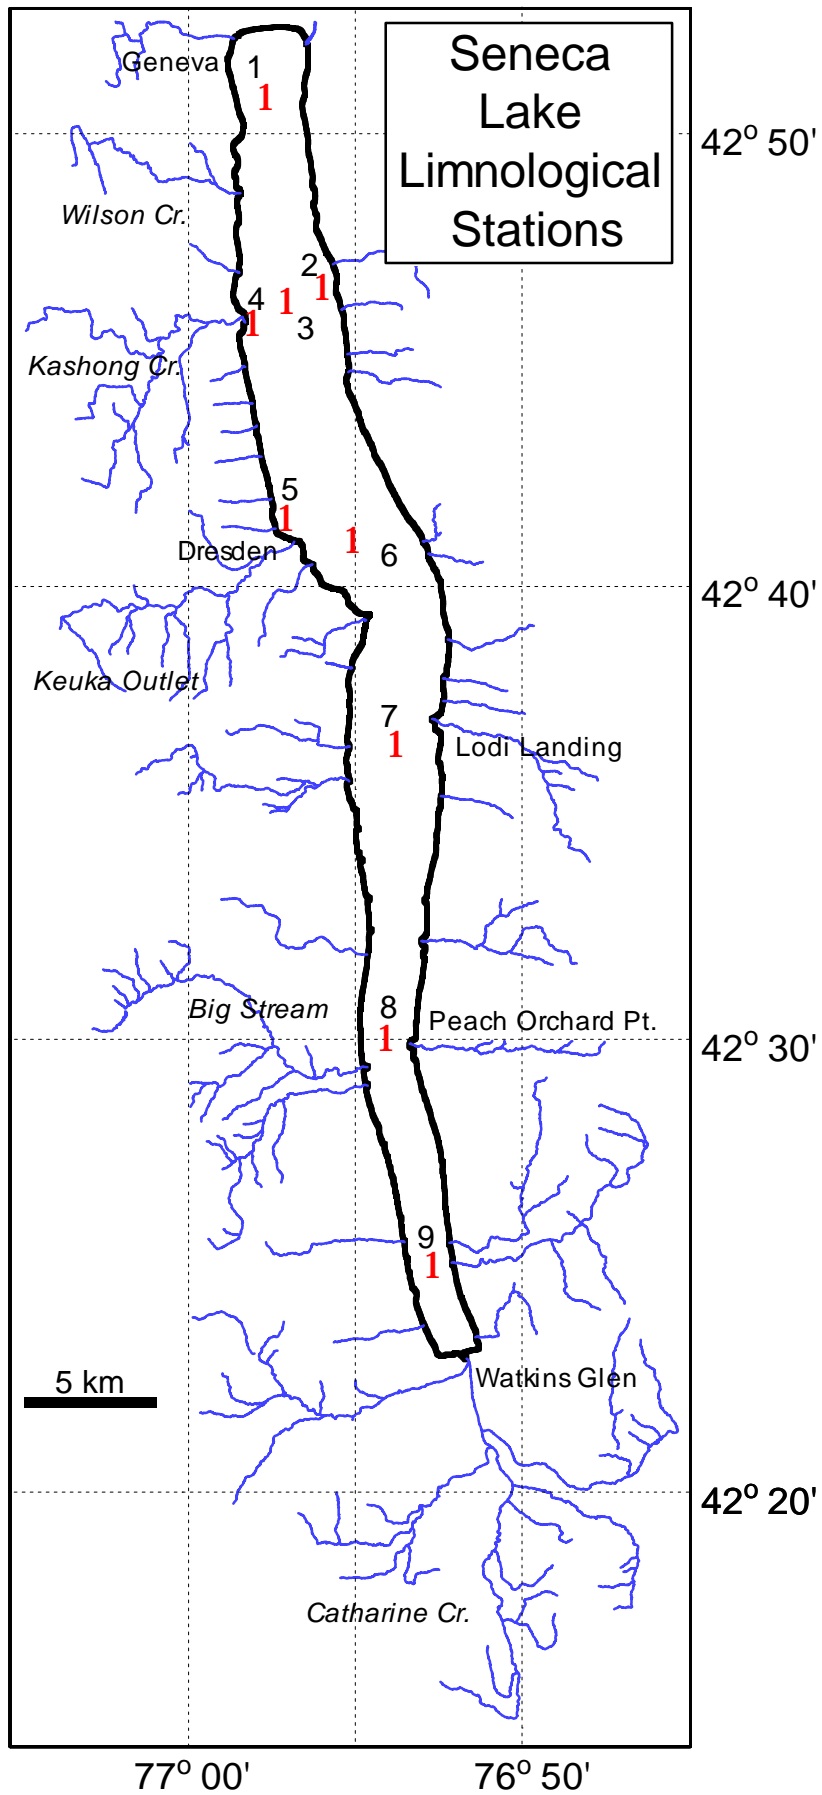 Seneca
Lake
Limnological
Stations
Geneva
1
1
42° 50'
Wilson Cr.
2
1
4
1
1
3
Kashong Cr.
5
1
Dresden
1
6
42° 40'
Keuka Outlet
7
1
Lodi Landing
Big Stream
8
1
Peach Orchard Pt.
42° 30'
9
1
5 km
Watkins Glen
42° 20'
Catharine Cr.
77° 00'
76° 50'